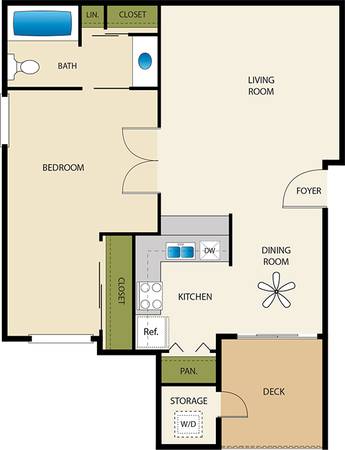 LIN.
CLOSET
BATH
LIVING
ROOM
BEDROOM
FOYER
DW
DINING
ROOM
CLOSET
KITCHEN
Ref.
PAN.
DECK
STORAGE
W/D